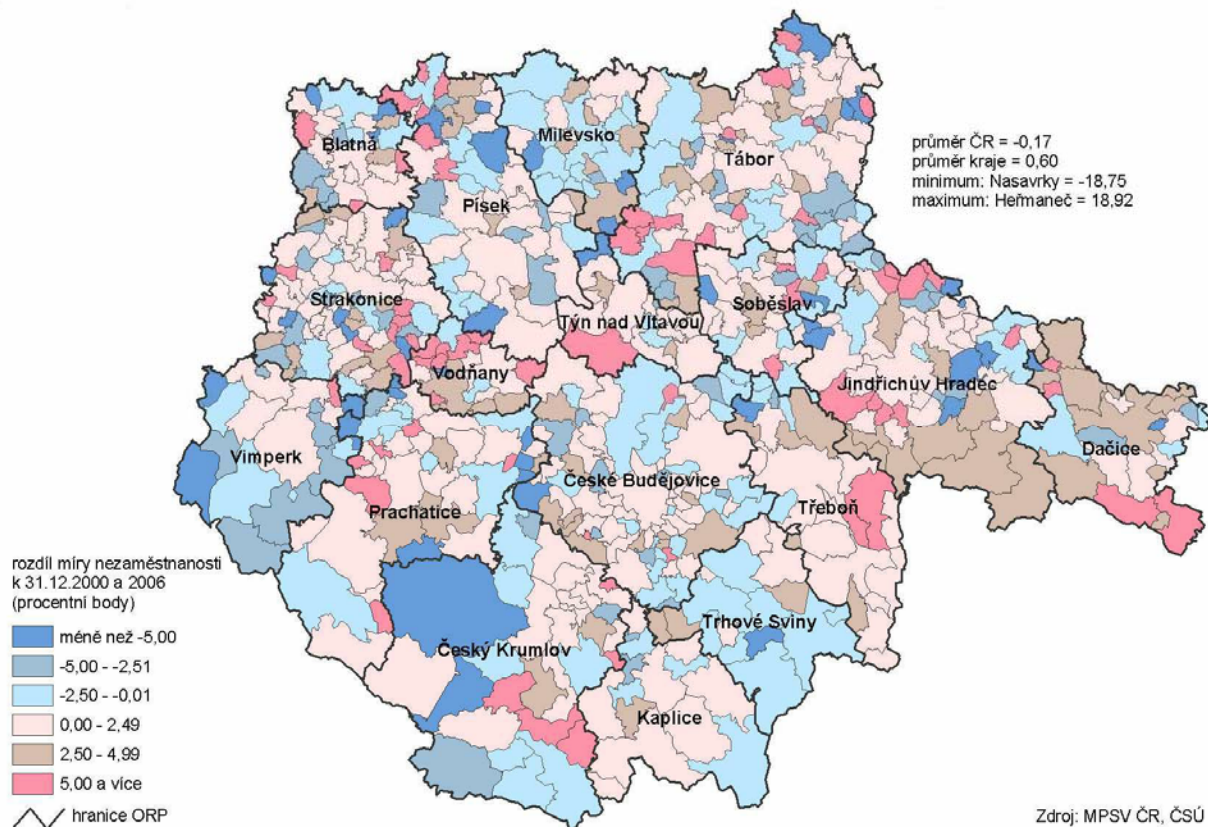 Blatná
Milevsko
Tábor
průměr ČR = -0,17
průměr kraje = 0,60
minimum: Nasavrky = -18,75
maximum: Heřmaneč = 18,92
Písek
Strakonice
Soběslav
Týn nad Vltavou
Vodňany
Jindřichův Hradec
Vimperk
Dačice
České Budějovice
Prachatice
Třeboň
rozdíl míry nezaměstnanosti
k 31.12.2000 a 2006
(procentní body)
méně než -5,00
-5,00 - -2,51
-2,50 - -0,01
0,00 - 2,49
2,50 - 4,99
5,00 a více
hranice ORP
Trhové Sviny
Český Krumlov
Kaplice
Zdroj: MPSV ČR, ČSÚ